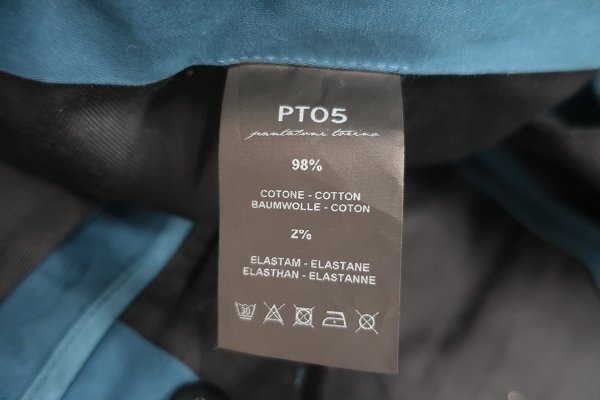 PT05
pantaloni torino
98%
COTONE - COTTON
BAUMWOLLE - COTON
2%
ELASTAM - ELASTANE
ELASTHAN - ELASTANNE
30